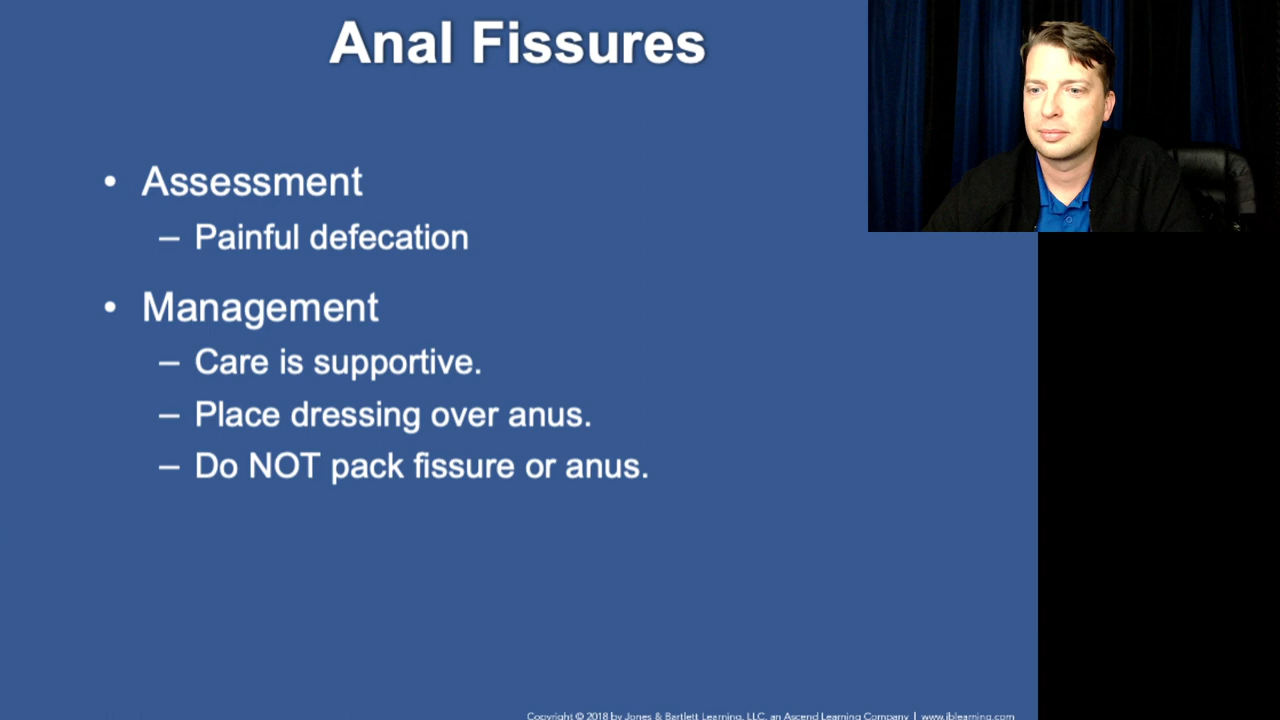 Anal Fissures
• Assessment
– Painful defecation
• Management
– Care is supportive.
– Place dressing over anus.
– Do NOT pack fissure or anus.
Copyright © 2018 by Jones & Bartlett Learning, LLC, an Ascend Learning Company | www.jblearning.com